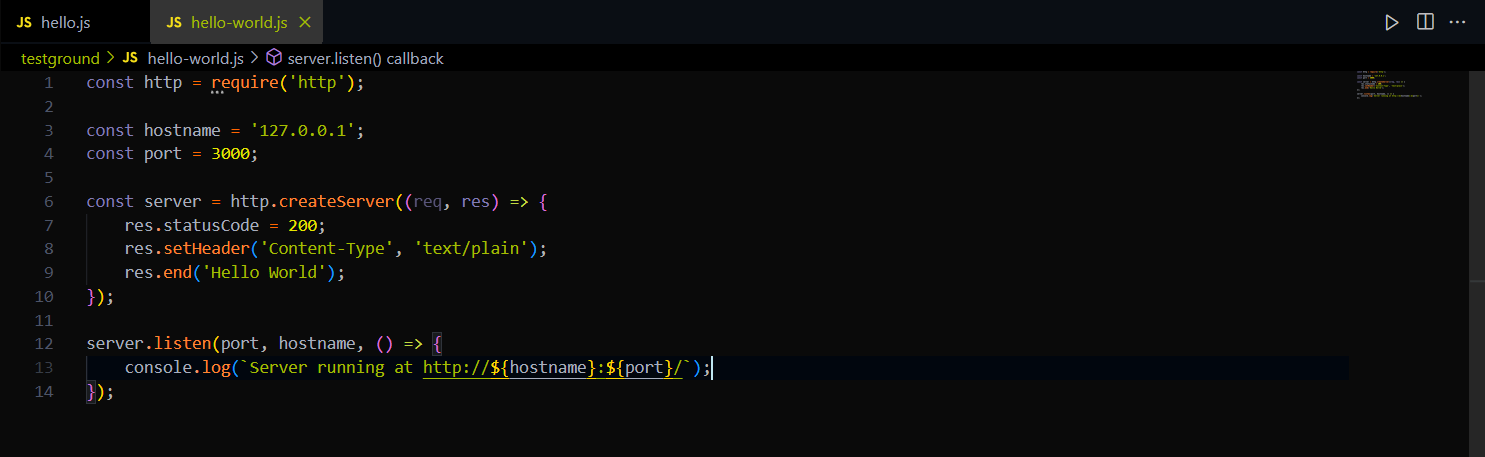 JS hello.js JS hello-world.js
testground > JS hello-world.js > server.listen() callback
1 const http = require('http');
2
3 const hostname = '127.0.0.1';
4 const port = 3000;
5
6 const server = http.createServer((req, res) => {
7     res.statusCode = 200;
8     res.setHeader('Content-Type', 'text/plain');
9     res.end('Hello World');
10 });
11
12 server.listen(port, hostname, () => {
13     console.log(`Server running at http://${hostname}:${port}/`);
14 });